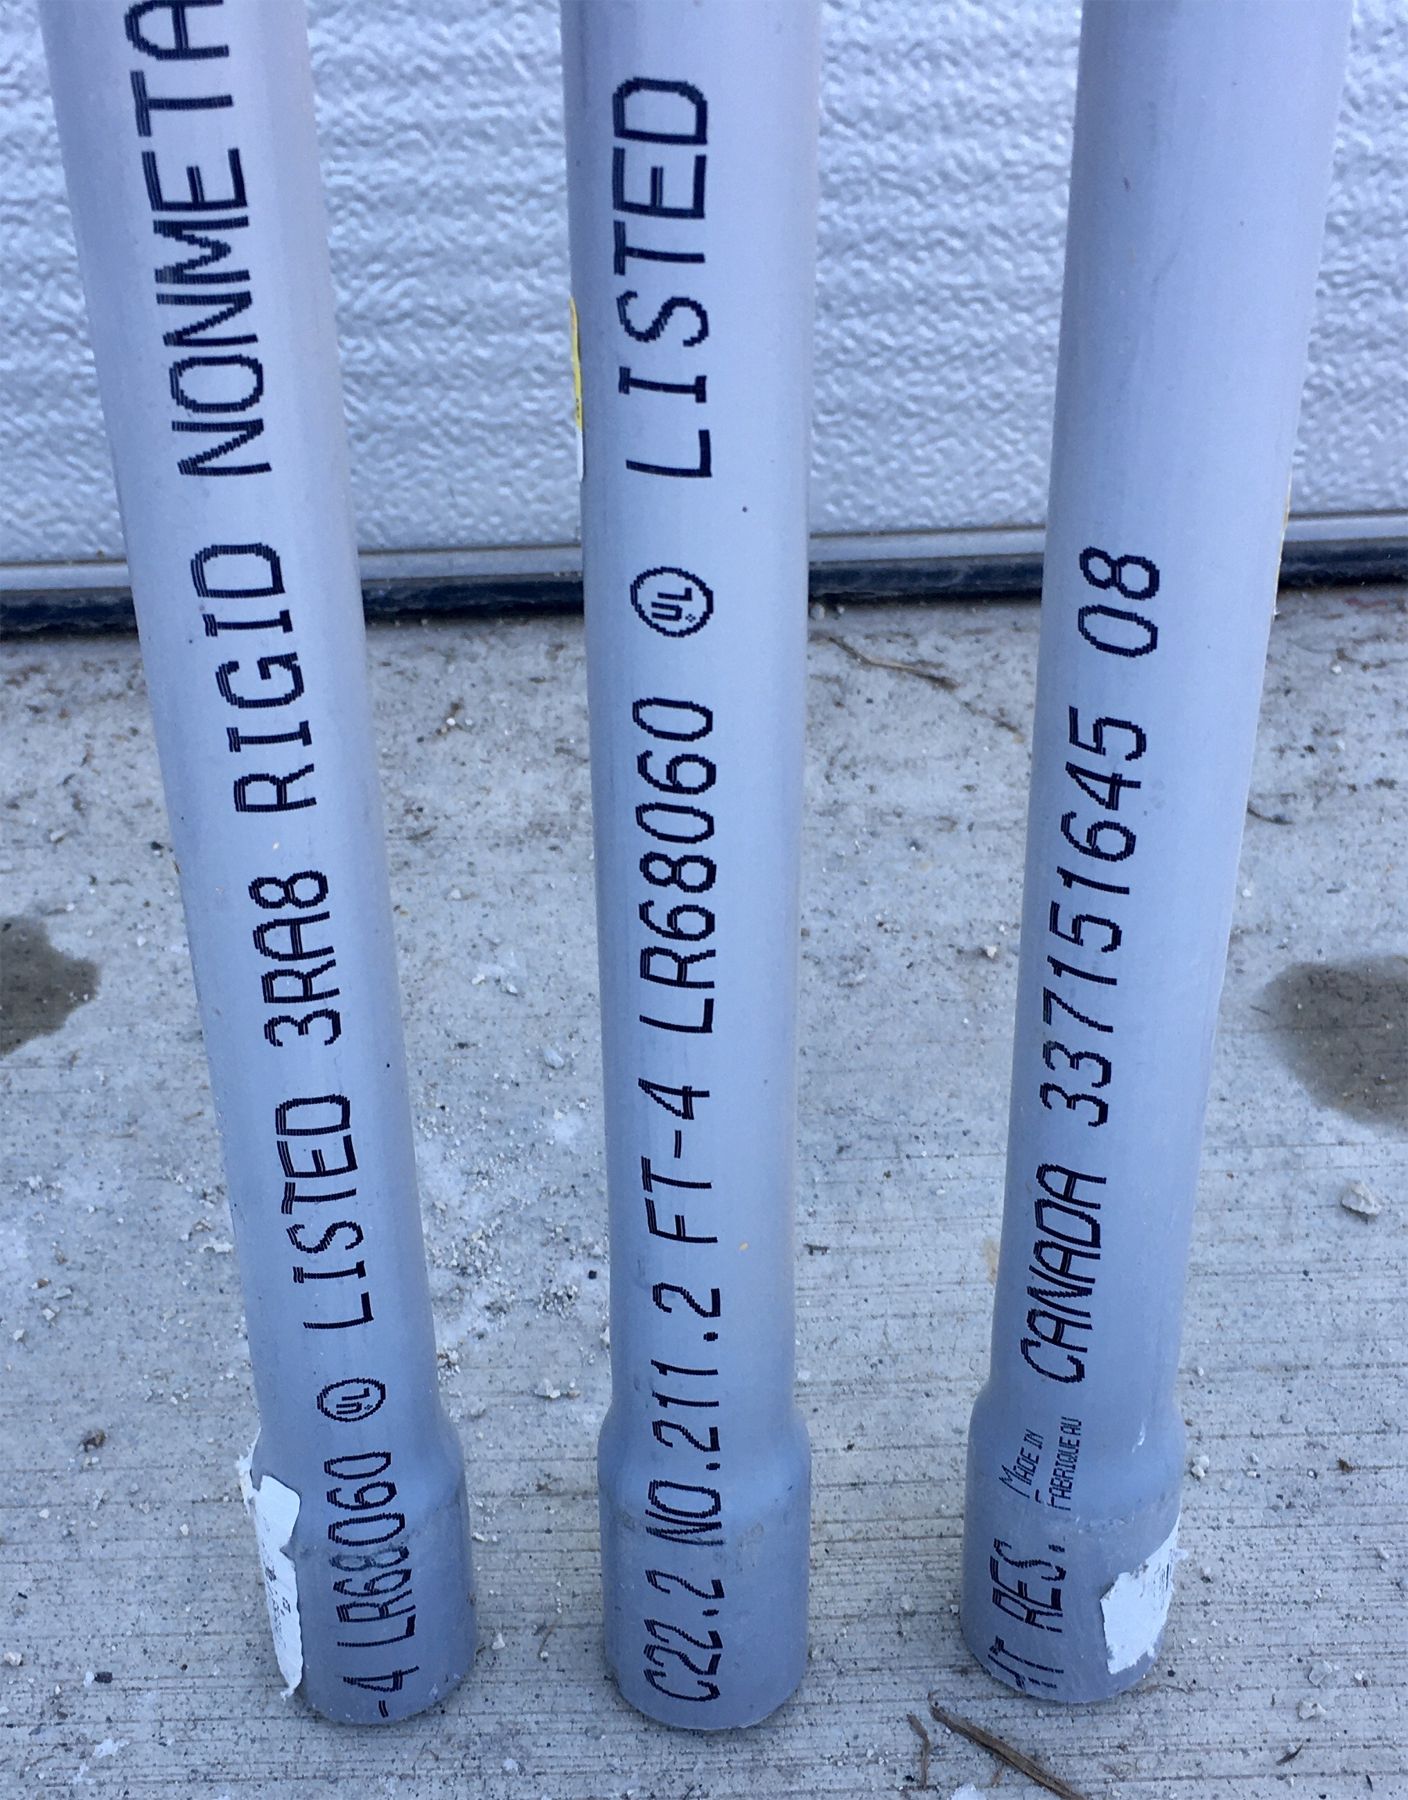 -4 LR68060 UL LISTED 3RA8 RIGID NONMETA
C22.2 NO.211.2 FT-4 LR68060 UL LISTED
HT RES. MADE IN
FABRIQUE AU
CANADA 337151645 08